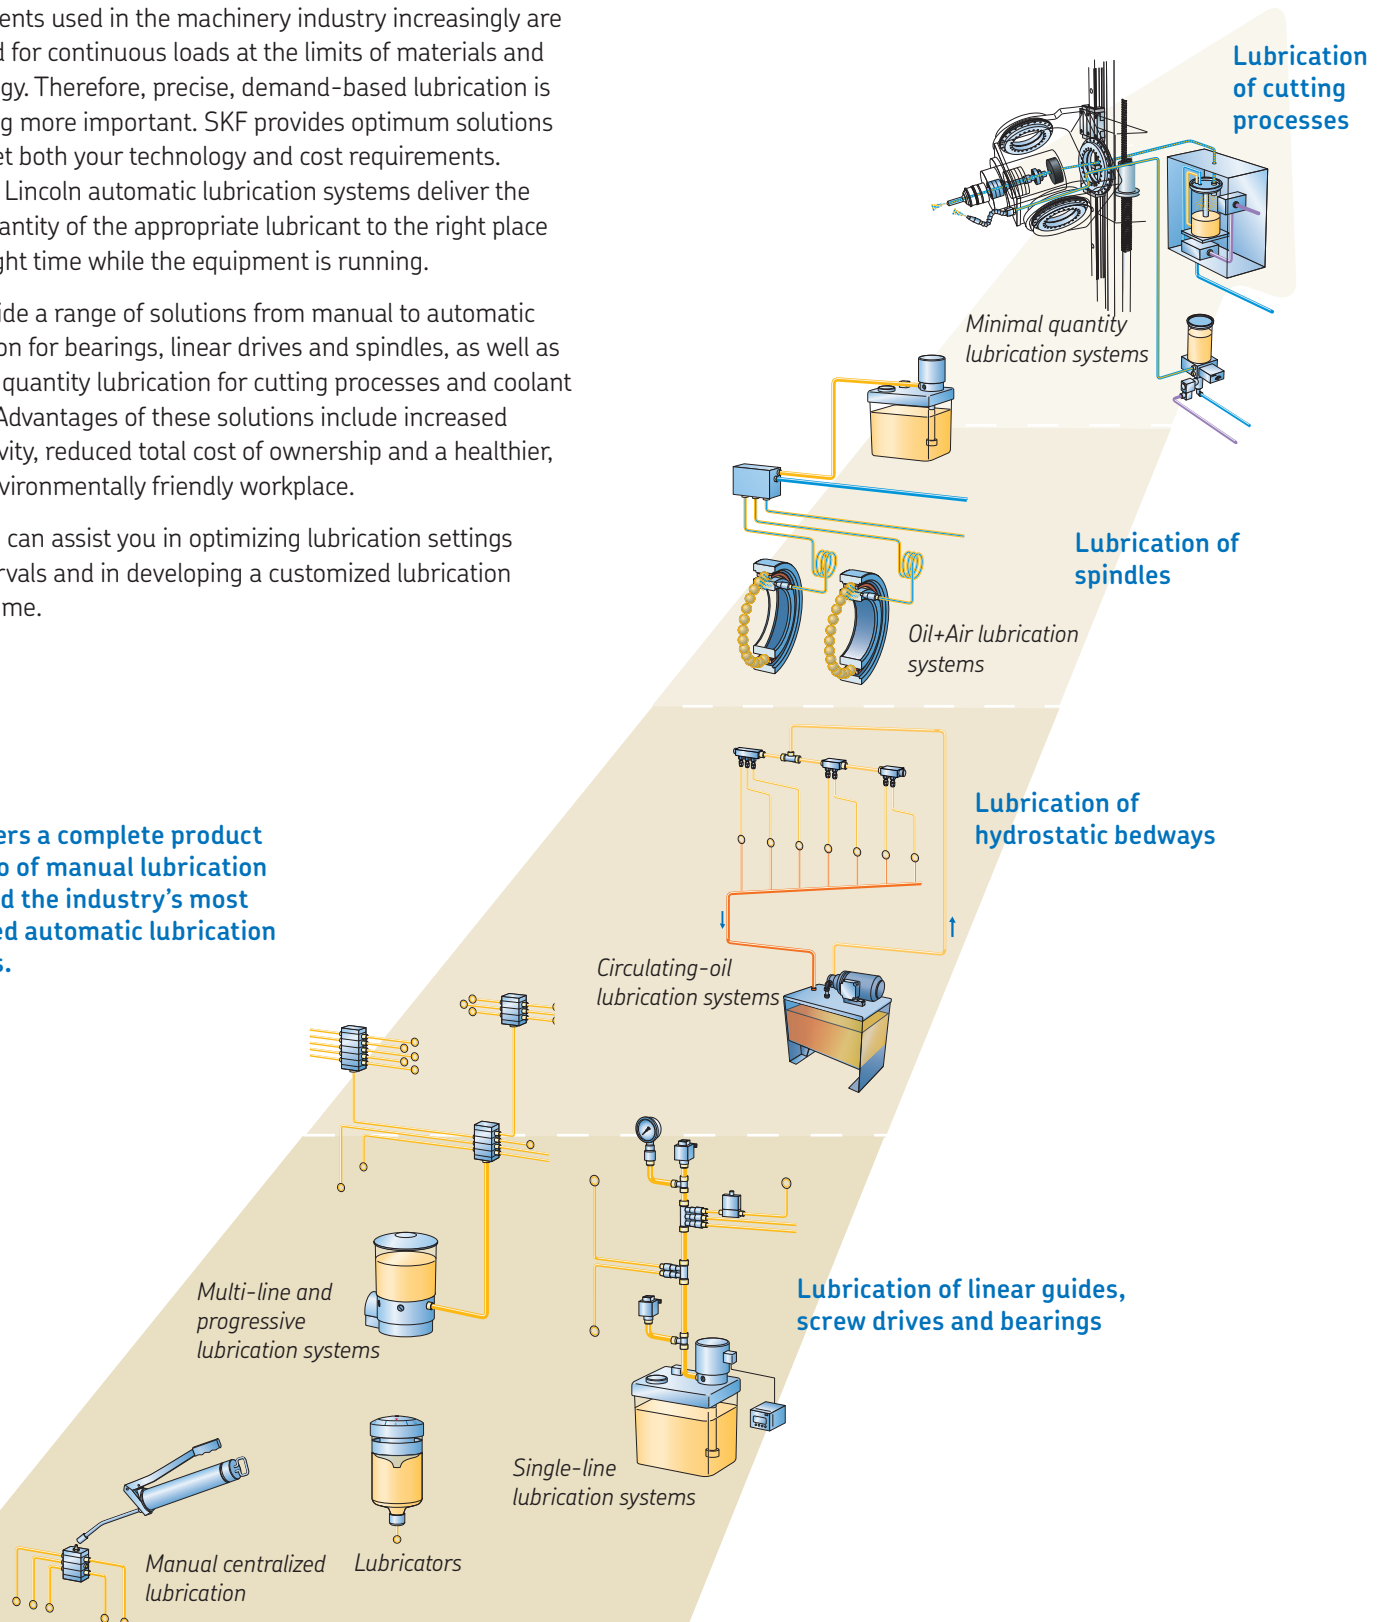 ents used in the machinery industry increasingly are
d for continuous loads at the limits of materials and
gy. Therefore, precise, demand-based lubrication is
g more important. SKF provides optimum solutions
et both your technology and cost requirements.
Lincoln automatic lubrication systems deliver the
antity of the appropriate lubricant to the right place
ght time while the equipment is running.
ide a range of solutions from manual to automatic
on for bearings, linear drives and spindles, as well as
quantity lubrication for cutting processes and coolant
Advantages of these solutions include increased
vity, reduced total cost of ownership and a healthier,
vironmentally friendly workplace.
can assist you in optimizing lubrication settings
rvals and in developing a customized lubrication
me.
Lubrication
of cutting
processes
Minimal quantity
lubrication systems
Lubrication of
spindles
Oil+Air lubrication
systems
Lubrication of
hydrostatic bedways
ers a complete product
o of manual lubrication
d the industry's most
ed automatic lubrication
s.
Circulating-oil
lubrication systems
Multi-line and
progressive
lubrication systems
Lubrication of linear guides,
screw drives and bearings
Single-line
lubrication systems
Manual centralized
lubrication
Lubricators